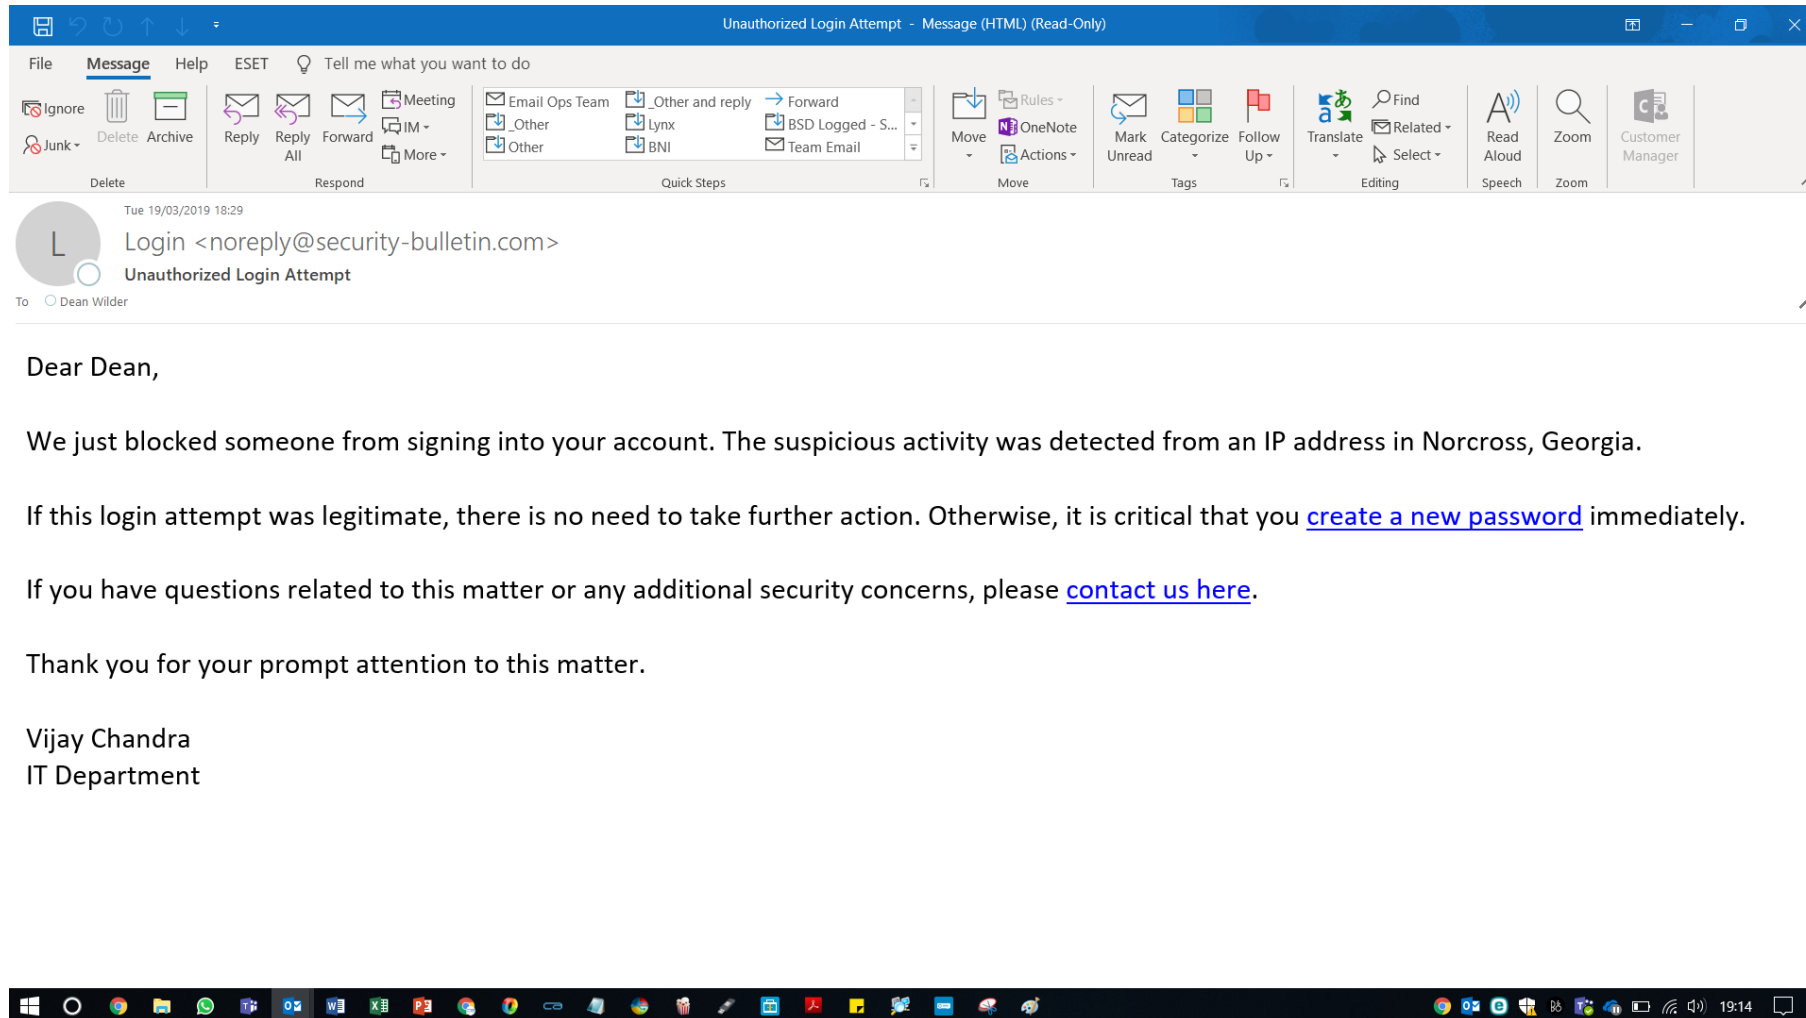 Unauthorized Login Attempt - Message (HTML) (Read-Only)
File Message Help ESET Tell me what you want to do
Ignore
Junk
Delete
Archive
Delete
Reply
Reply All
Forward
Meeting
IM
More
Respond
Email Ops Team
_Other
Other
_Other and reply
Lynx
BNI
Forward
BSD Logged - S...
Team Email
Quick Steps
Move
Rules
OneNote
Actions
Move
Mark Unread
Categorize
Follow Up
Tags
Translate
Find
Related
Select
Editing
Read Aloud
Speech
Zoom
Zoom
Customer Manager
Tue 19/03/2019 18:29
L
Login <noreply@security-bulletin.com>
Unauthorized Login Attempt
To Dean Wilder
Dear Dean,
We just blocked someone from signing into your account. The suspicious activity was detected from an IP address in Norcross, Georgia.
If this login attempt was legitimate, there is no need to take further action. Otherwise, it is critical that you create a new password immediately.
If you have questions related to this matter or any additional security concerns, please contact us here.
Thank you for your prompt attention to this matter.
Vijay Chandra
IT Department
19:14